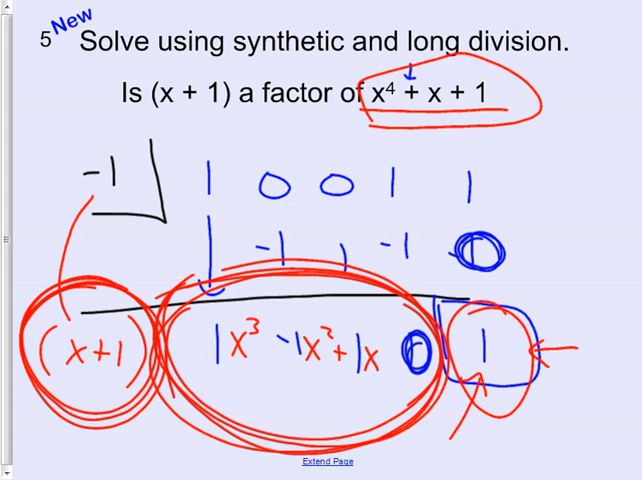 New
5 Solve using synthetic and long division.
Is (x + 1) a factor of x⁴ + x + 1
-1 1 0 0 1 1
-1 1 -1 0
(x+1) 1x³ -1x²+1x 0 1
Extend Page